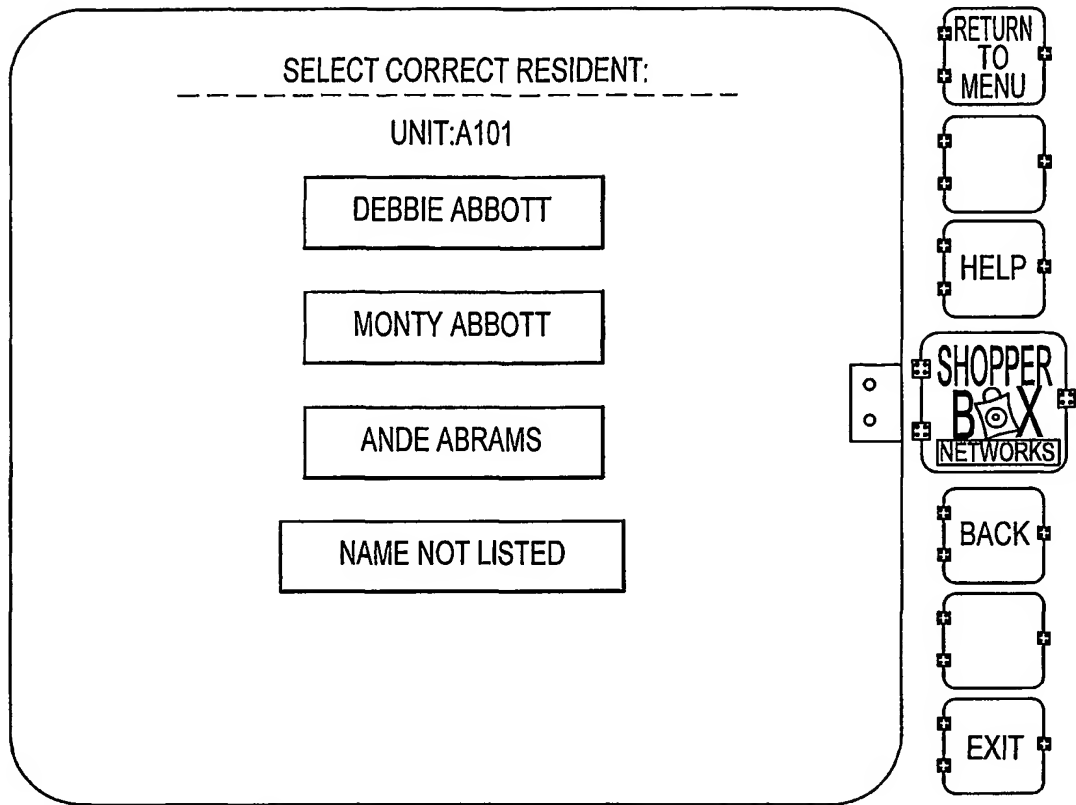 SELECT CORRECT RESIDENT:
UNIT:A101
DEBBIE ABBOTT
MONTY ABBOTT
ANDE ABRAMS
NAME NOT LISTED
RETURN
TO
MENU
HELP
SHOPPER
BOX
NETWORKS
BACK
EXIT